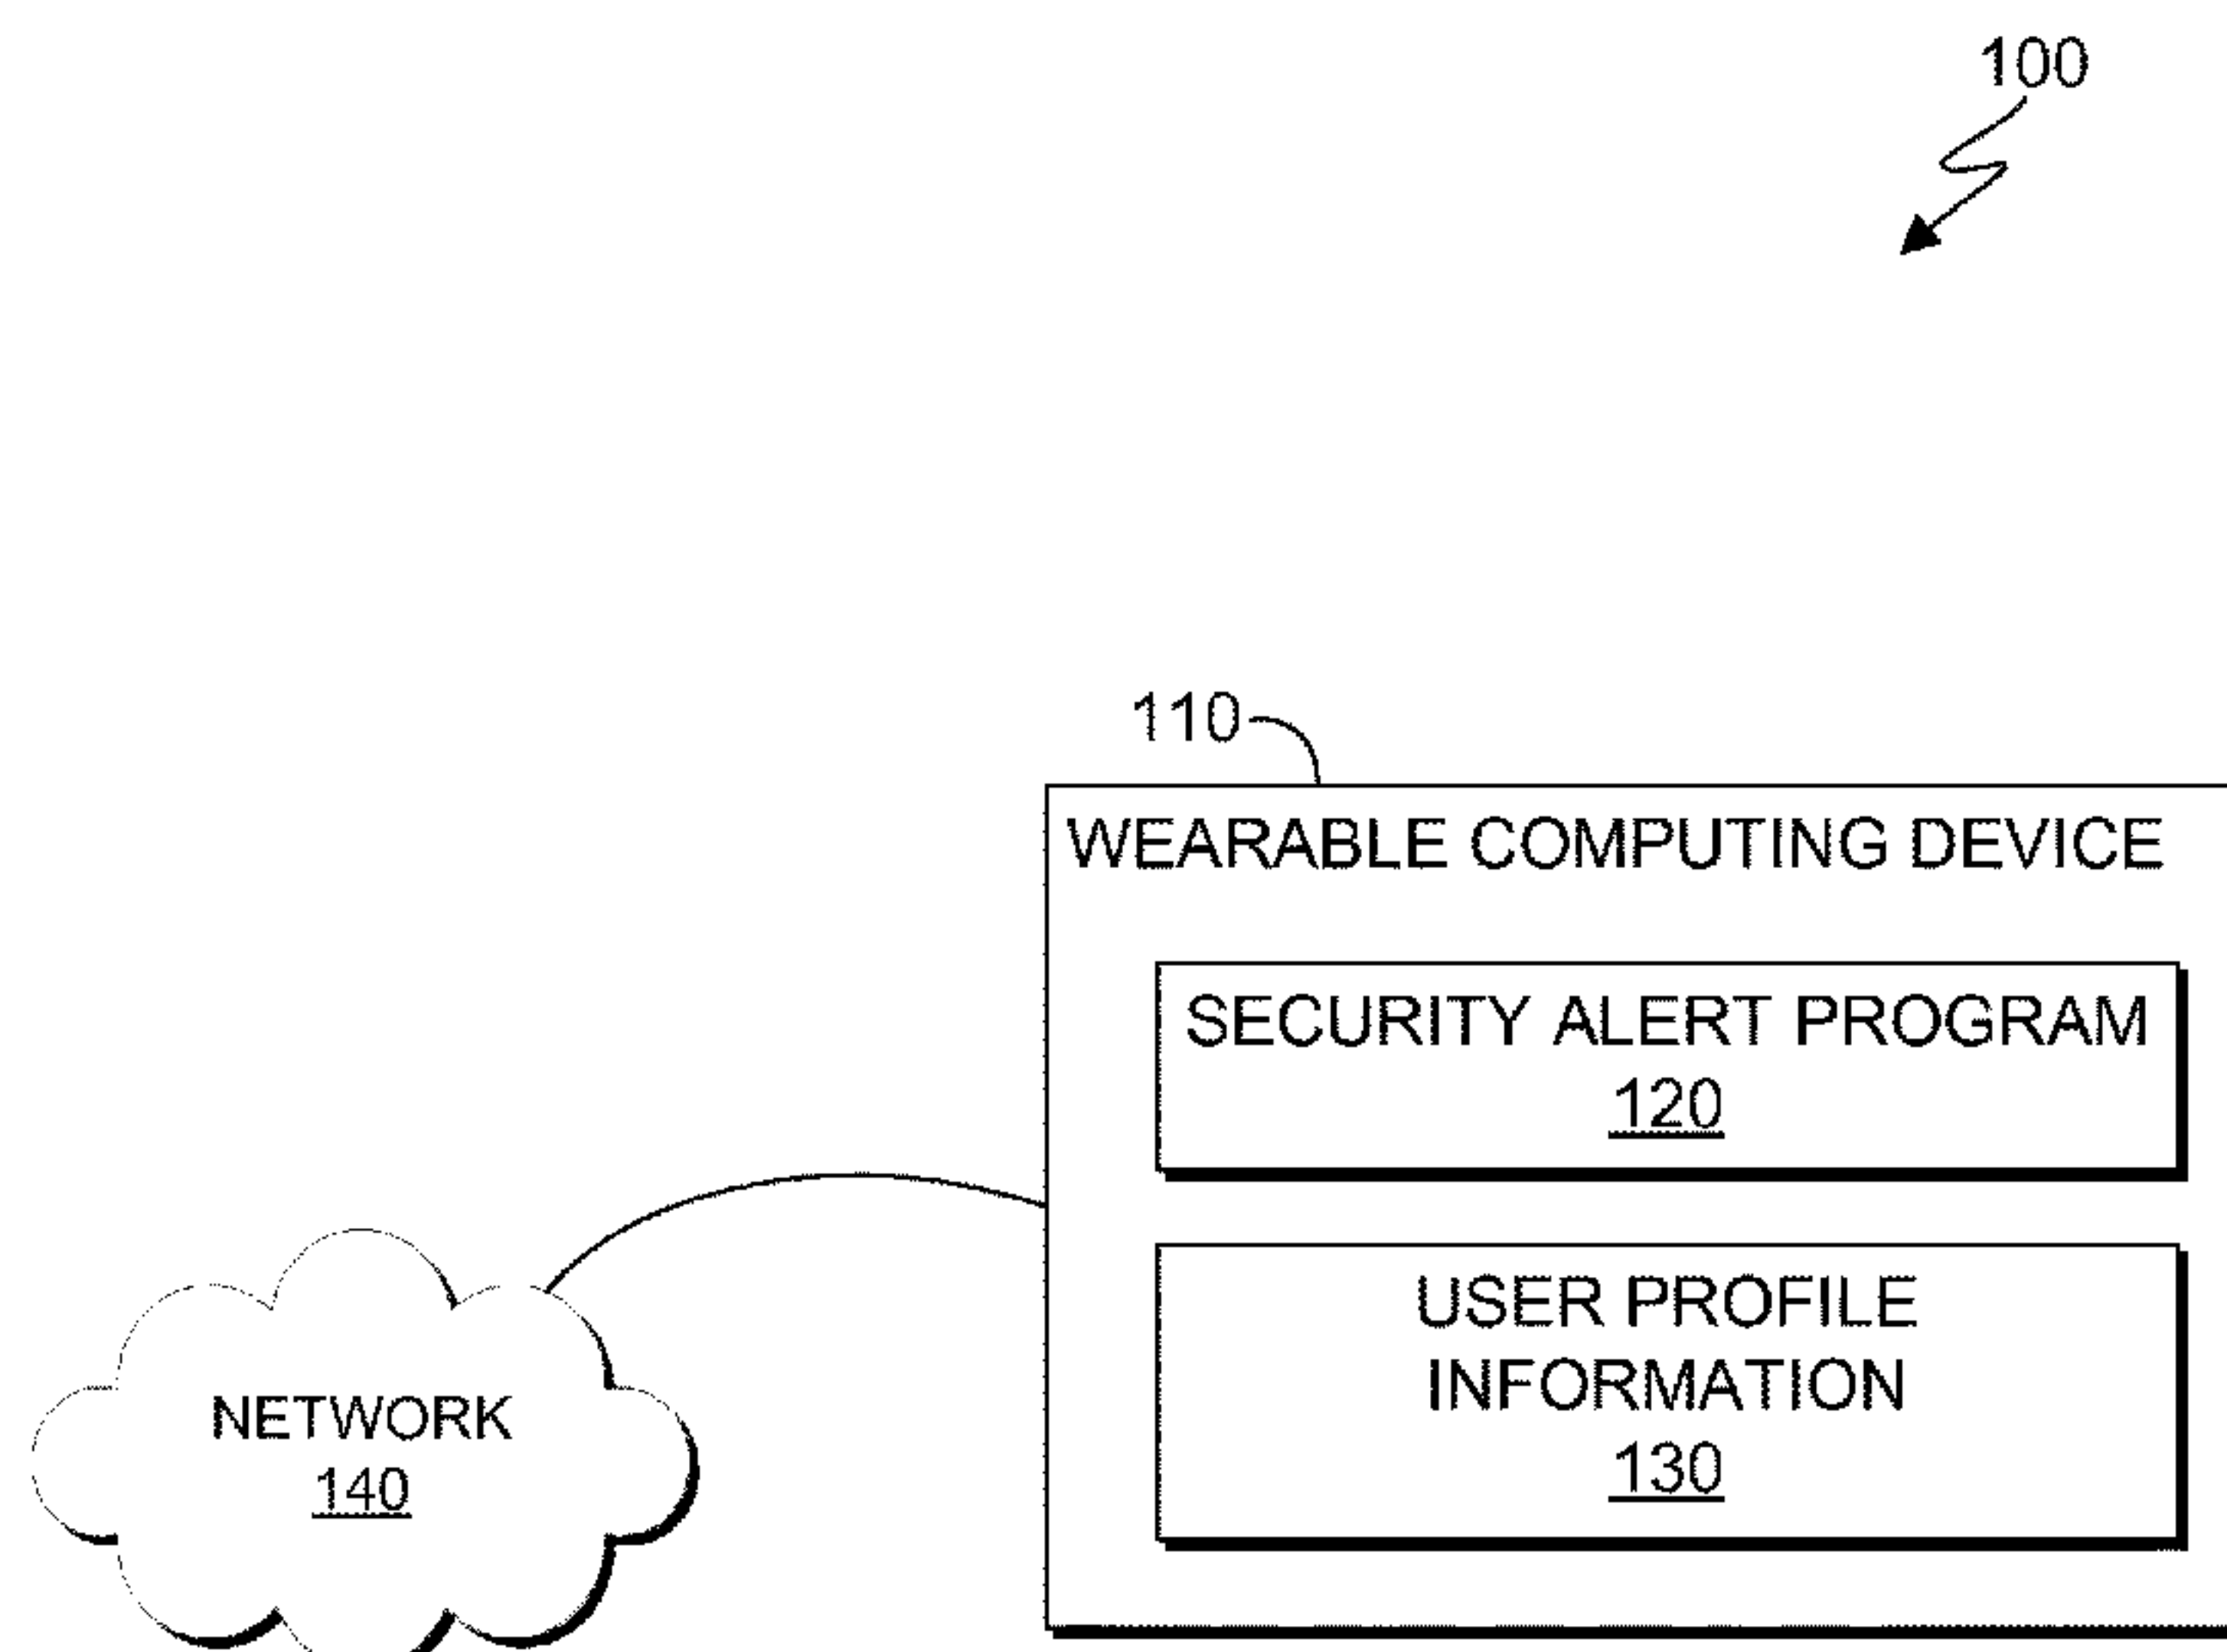 100
110
WEARABLE COMPUTING DEVICE
SECURITY ALERT PROGRAM
120
USER PROFILE
INFORMATION
130
NETWORK
140